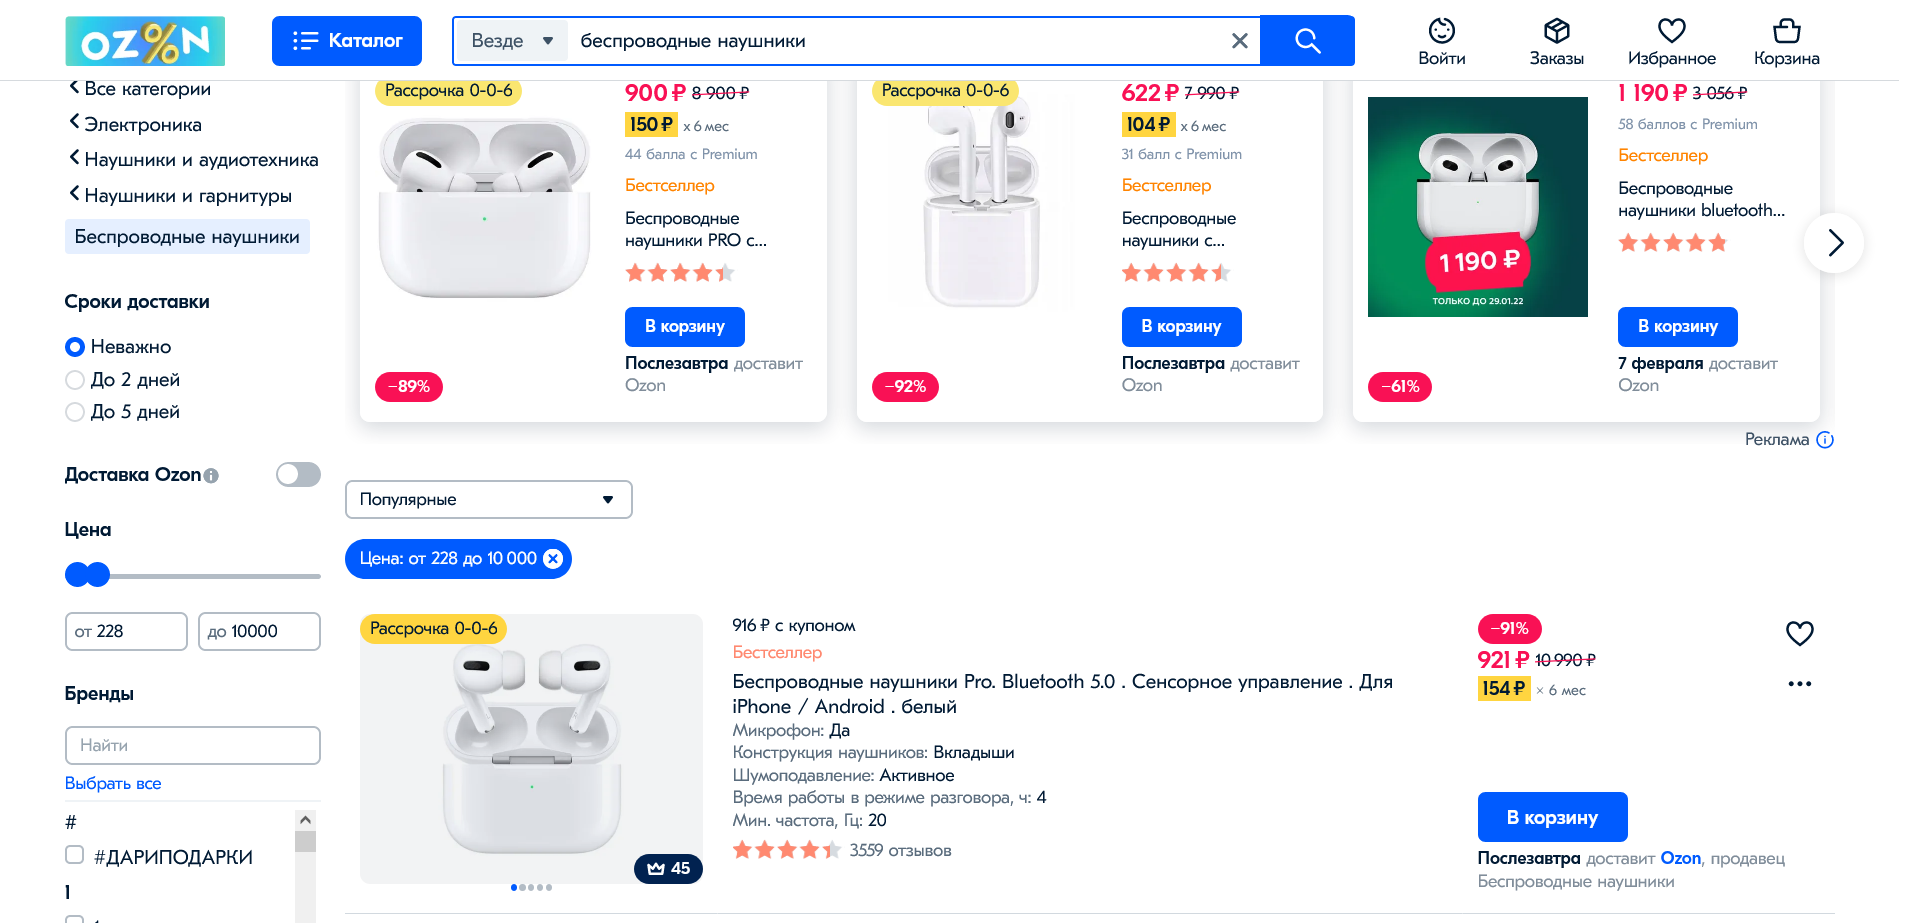 OZ%N
Каталог
Везде
беспроводные наушники
Войти
Заказы
Избранное
Корзина
Все категории
Электроника
Наушники и аудиотехника
Наушники и гарнитуры
Беспроводные наушники
Сроки доставки
Неважно
До 2 дней
До 5 дней
Доставка Ozon
Цена
от 228
до 10000
Бренды
Найти
Выбрать все
#
#ДАРИПОДАРКИ
1
Рассрочка 0-0-6
900 ₽ 8 900 ₽
150 ₽ x 6 мес
44 балла с Premium
Бестселлер
Беспроводные
наушники PRO с...
В корзину
Послезавтра доставит
Ozon
−89%
Рассрочка 0-0-6
622 ₽ 7 990 ₽
104 ₽ x 6 мес
31 балл с Premium
Бестселлер
Беспроводные
наушники с...
В корзину
Послезавтра доставит
Ozon
−92%
1 190 ₽ 3 056 ₽
58 баллов с Premium
Бестселлер
Беспроводные
наушники bluetooth...
1 190 ₽
ТОЛЬКО ДО 29.01.22
В корзину
7 февраля доставит
Ozon
−61%
Реклама
Популярные
Цена: от 228 до 10 000
Рассрочка 0-0-6
45
916 ₽ с купоном
Бестселлер
Беспроводные наушники Pro. Bluetooth 5.0 . Сенсорное управление . Для
iPhone / Android . белый
Микрофон: Да
Конструкция наушников: Вкладыши
Шумоподавление: Активное
Время работы в режиме разговора, ч: 4
Мин. частота, Гц: 20
3559 отзывов
−91%
921 ₽ 10 990 ₽
154 ₽ × 6 мес
В корзину
Послезавтра доставит Ozon, продавец
Беспроводные наушники